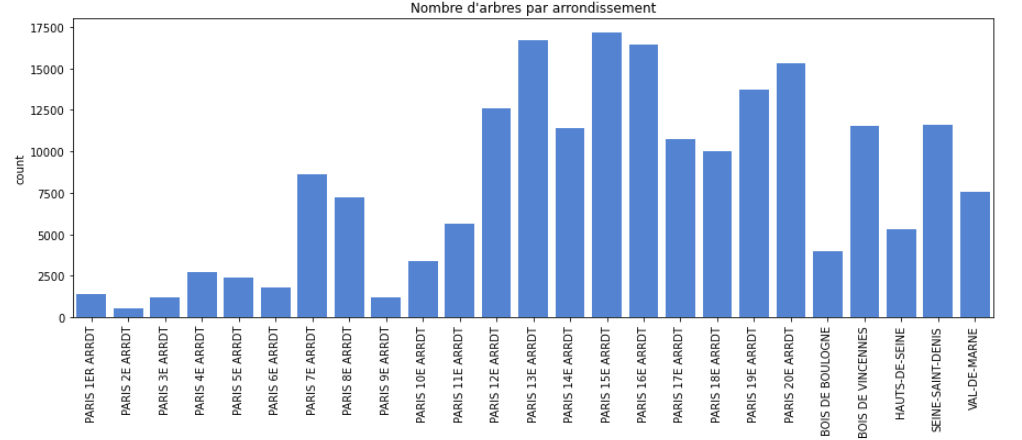 Nombre d'arbres par arrondissement
17500
15000
12500
10000
7500
5000
2500
0
count
PARIS 1ER ARRDT
PARIS 2E ARRDT
PARIS 3E ARRDT
PARIS 4E ARRDT
PARIS 5E ARRDT
PARIS 6E ARRDT
PARIS 7E ARRDT
PARIS 8E ARRDT
PARIS 9E ARRDT
PARIS 10E ARRDT
PARIS 11E ARRDT
PARIS 12E ARRDT
PARIS 13E ARRDT
PARIS 14E ARRDT
PARIS 15E ARRDT
PARIS 16E ARRDT
PARIS 17E ARRDT
PARIS 18E ARRDT
PARIS 19E ARRDT
PARIS 20E ARRDT
BOIS DE BOULOGNE
BOIS DE VINCENNES
HAUTS-DE-SEINE
SEINE-SAINT-DENIS
VAL-DE-MARNE